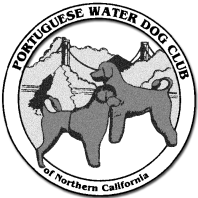 PORTUGUESE WATER DOG CLUB
of Northern California